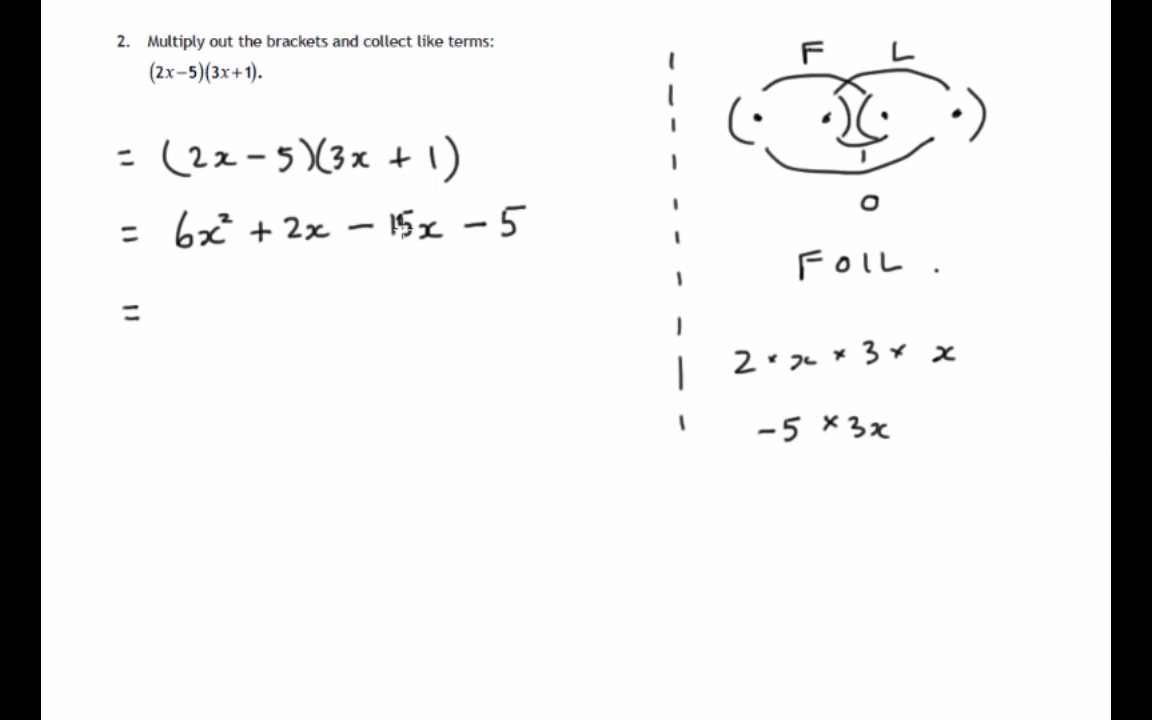 2. Multiply out the brackets and collect like terms:
(2x−5)(3x+1).
= (2x − 5)(3x + 1)
= 6x² + 2x − 15x − 5
=
F L
( . . )( . . )
I
O
FOIL .
2 × x × 3 × x
−5 × 3x